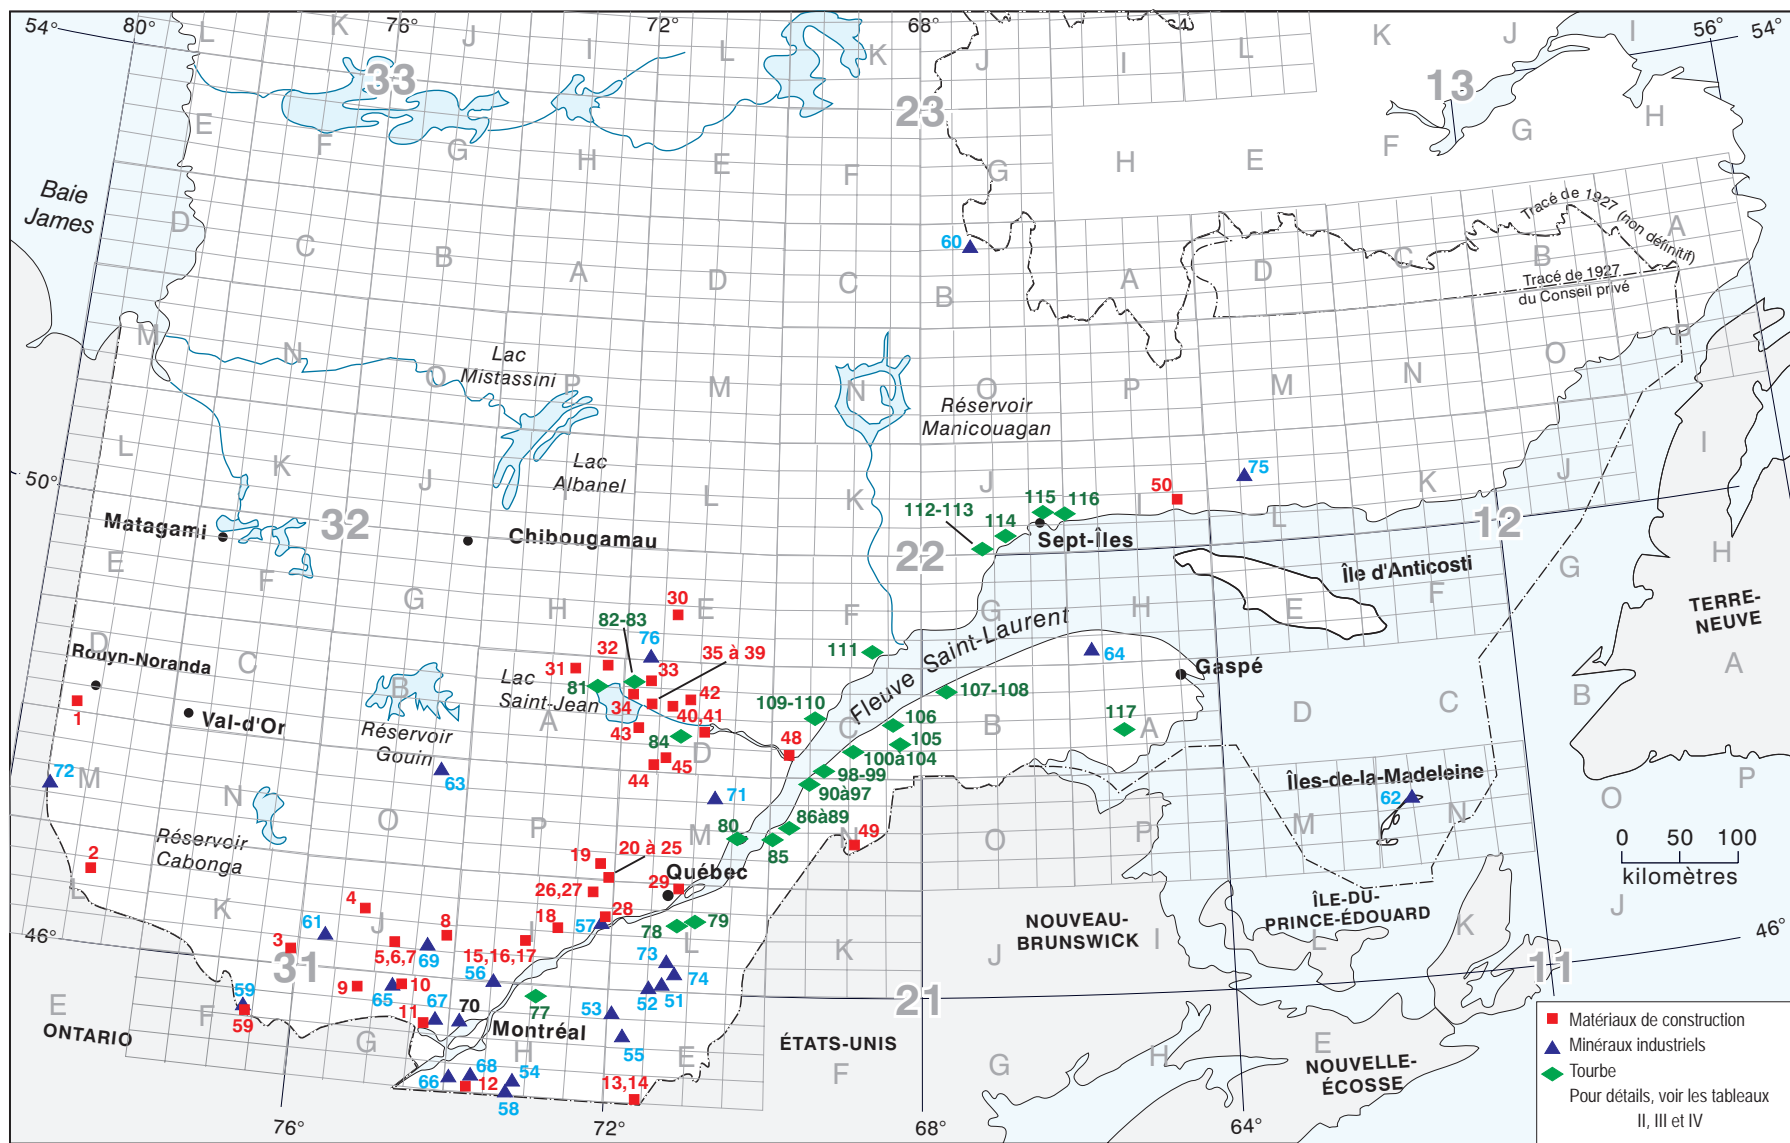 54°
80°
76°
72°
68°
64°
56°
54°
L
K
J
I
L
K
J
I
L
K
J
I
33
23
13
E
F
G
H
E
F
G
H
E
F
G
H
Baie
James
D
C
B
A
D
C
B
A
D
C
B
A
60
Tracé de 1927 (non définitif)
Tracé de 1927
du Conseil privé
M
N
O
P
M
N
O
P
M
N
O
P
Lac
Mistassini
Réservoir
Manicouagan
L
K
J
I
L
K
J
I
L
K
J
I
Lac
Albanel
50°
75
50
115
116
112-113
114
Sept-Îles
Matagami
32
Chibougamau
22
12
E
F
G
H
E
F
G
H
E
F
G
H
Île d'Anticosti
TERRE-
NEUVE
30
82-83
76
32
31
33
35 à 39
111
Fleuve Saint-Laurent
64
Gaspé
Rouyn-Noranda
D
C
B
A
D
C
B
A
D
C
B
A
Lac
Saint-Jean
81
34
42
40,41
109-110
107-108
1
Val-d'Or
Réservoir
Gouin
43
84
106
105
117
48
100à104
44
45
98-99
90à97
72
63
71
Îles-de-la-Madeleine
62
M
N
O
P
M
N
O
P
M
N
O
P
86à89
80
85
49
Réservoir
Cabonga
2
19
20 à 25
Québec
26,27
29
0 50 100
kilomètres
4
28
L
K
J
I
L
K
J
I
L
K
J
61
8
18
57
78
79
NOUVEAU-
BRUNSWICK
ÎLE-DU-
PRINCE-ÉDOUARD
46°
46°
3
5,6,7
69
15,16,17
31
56
73
74
52
51
21
11
9
65
10
59
59
11
67
70
77
53
55
Montréal
E
F
G
H
E
F
G
H
E
ONTARIO
ÉTATS-UNIS
NOUVELLE-
ÉCOSSE
66
68
12
54
58
13,14
Matériaux de construction
Minéraux industriels
Tourbe
Pour détails, voir les tableaux
II, III et IV
76°
72°
68°
64°